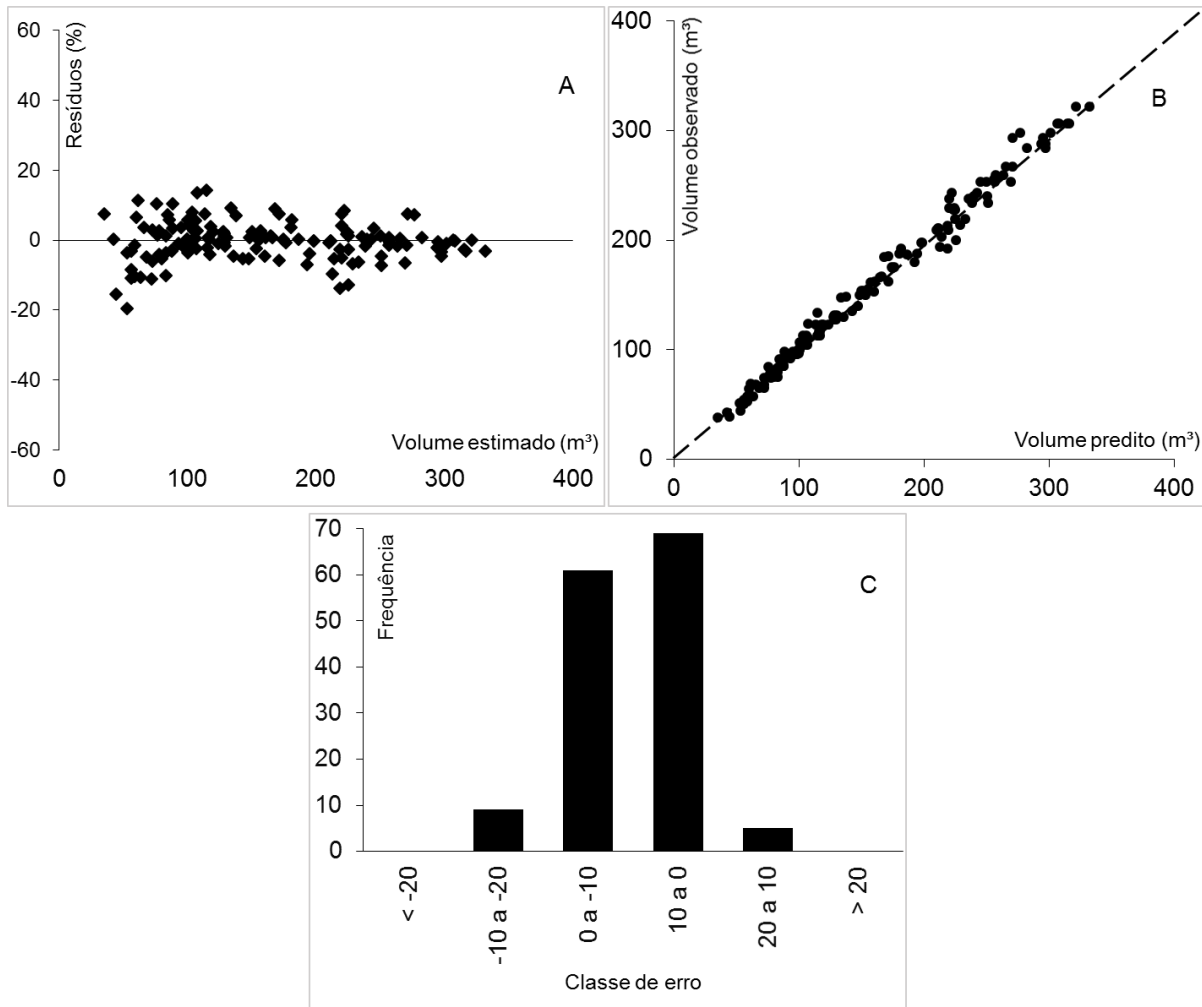 60
40
20
0
-20
-40
-60
Resíduos (%)
A
Volume estimado (m³)
0
100
200
300
400
400
300
200
100
0
Volume observado (m³)
B
Volume predito (m³)
0
100
200
300
400
70
60
50
40
30
20
10
0
Frequência
C
< -20
-10 a -20
0 a -10
10 a 0
20 a 10
> 20
Classe de erro